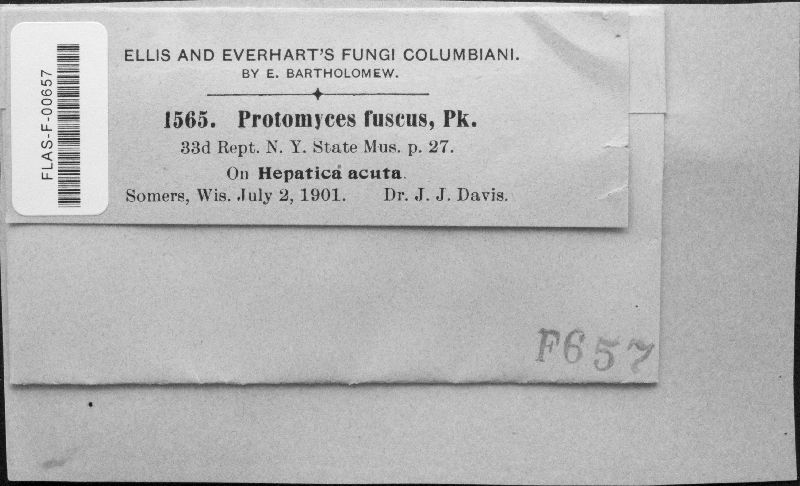 FLAS-F-00657
ELLIS AND EVERHART'S FUNGI COLUMBIANI.
BY E. BARTHOLOMEW.
1565. Protomyces fuscus, Pk.
33d Rept. N. Y. State Mus. p. 27.
On Hepatica acuta.
Somers, Wis. July 2, 1901. Dr. J. J. Davis.
F657